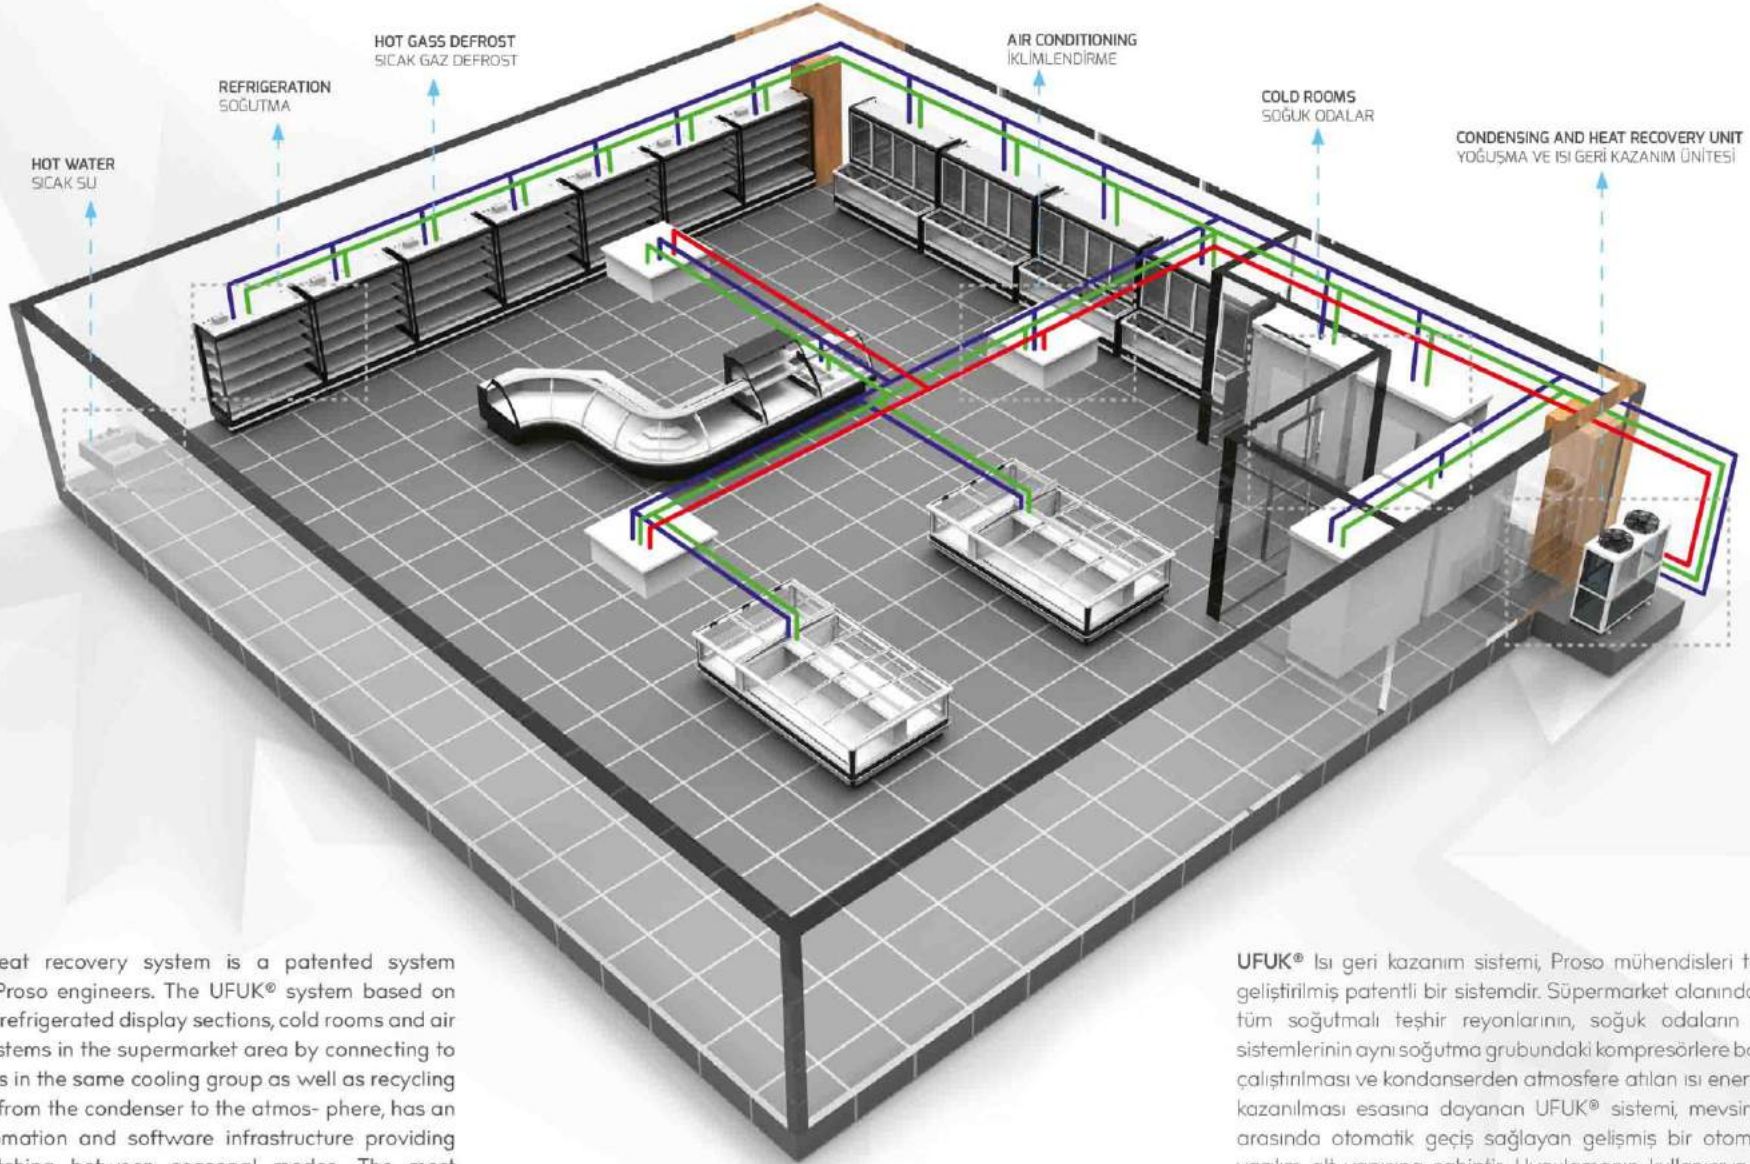 HOT GASS DEFROST
SICAK GAZ DEFROST
AIR CONDITIONING
İKLİMLENDİRME
REFRIGERATION
SOĞUTMA
COLD ROOMS
SOĞUK ODALAR
CONDENSING AND HEAT RECOVERY UNIT
YOĞUŞMA VE ISI GERİ KAZANIM ÜNİTESİ
HOT WATER
SICAK SU
eat recovery system is a patented system
Proso engineers. The UFUK® system based on
refrigerated display sections, cold rooms and air
stems in the supermarket area by connecting to
s in the same cooling group as well as recycling
from the condenser to the atmos- phere, has an
mation and software infrastructure providing
between seasonal modes. The most
UFUK® Isı geri kazanım sistemi, Proso mühendisleri t
geliştirilmiş patentli bir sistemdir. Süpermarket alanında
tüm soğutmalı teşhir reyonlarının, soğuk odaların
sistemlerinin aynı soğutma grubundaki kompresörlere b
çalıştırılması ve kondanserden atmosfere atılan ısı ener
kazanılması esasına dayanan UFUK® sistemi, mevsi
arasında otomatik geçiş sağlayan gelişmiş bir otom